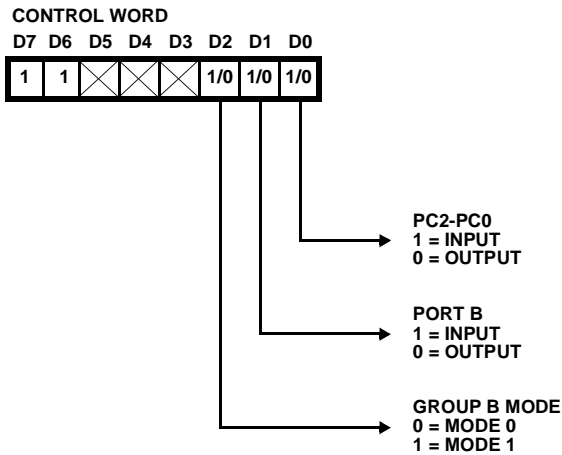 CONTROL WORD
D7 D6 D5 D4 D3 D2 D1 D0
1 1 1/0 1/0 1/0
PC2-PC0
1 = INPUT
0 = OUTPUT
PORT B
1 = INPUT
0 = OUTPUT
GROUP B MODE
0 = MODE 0
1 = MODE 1